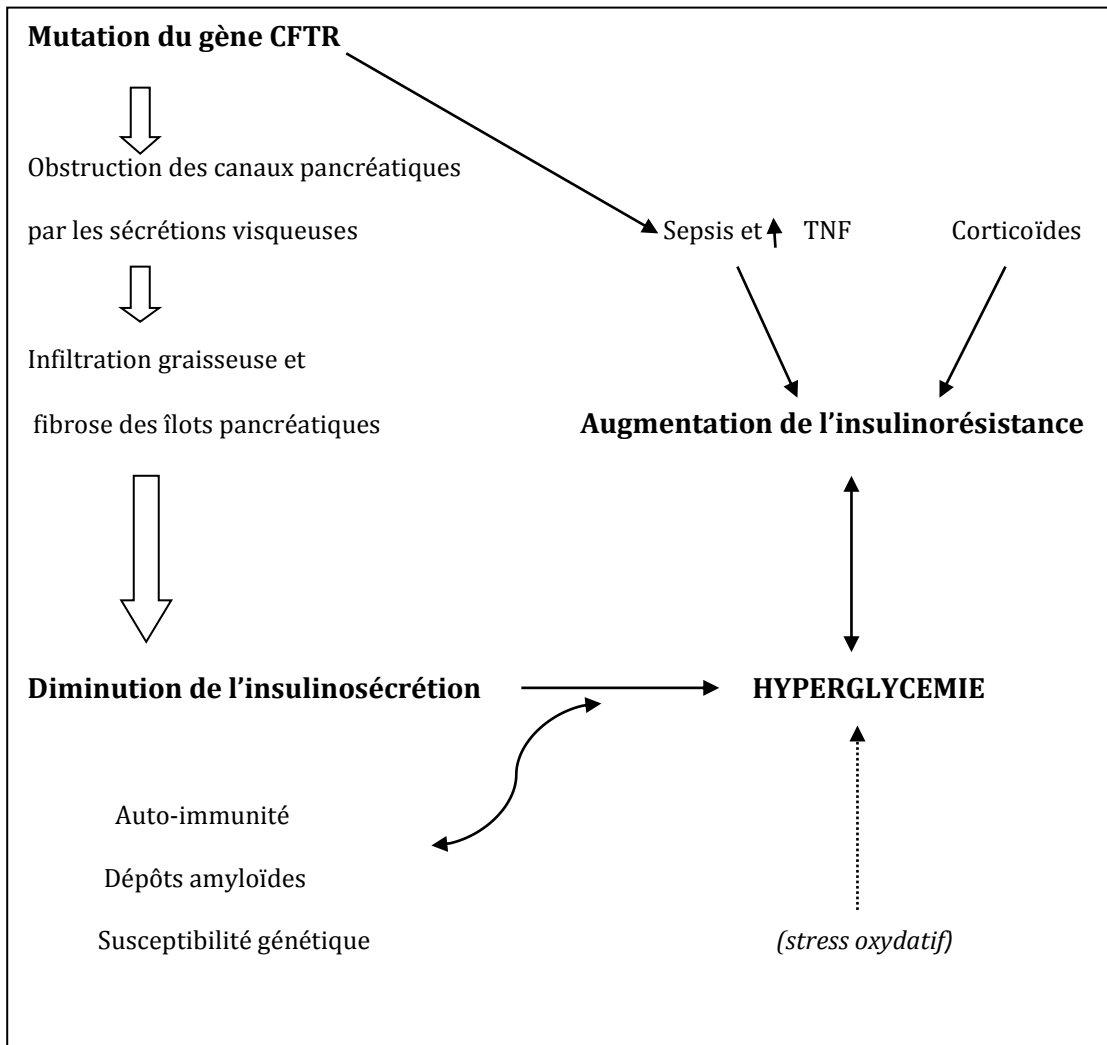 Mutation du gène CFTR
Obstruction des canaux pancréatiques
par les sécrétions visqueuses
Sepsis et TNF
Corticoïdes
Infiltration graisseuse et
fibrose des îlots pancréatiques
Augmentation de l’insulinorésistance
Diminution de l’insulinosécrétion
HYPERGLYCEMIE
Auto-immunité
Dépôts amyloïdes
Susceptibilité génétique
(stress oxydatif)